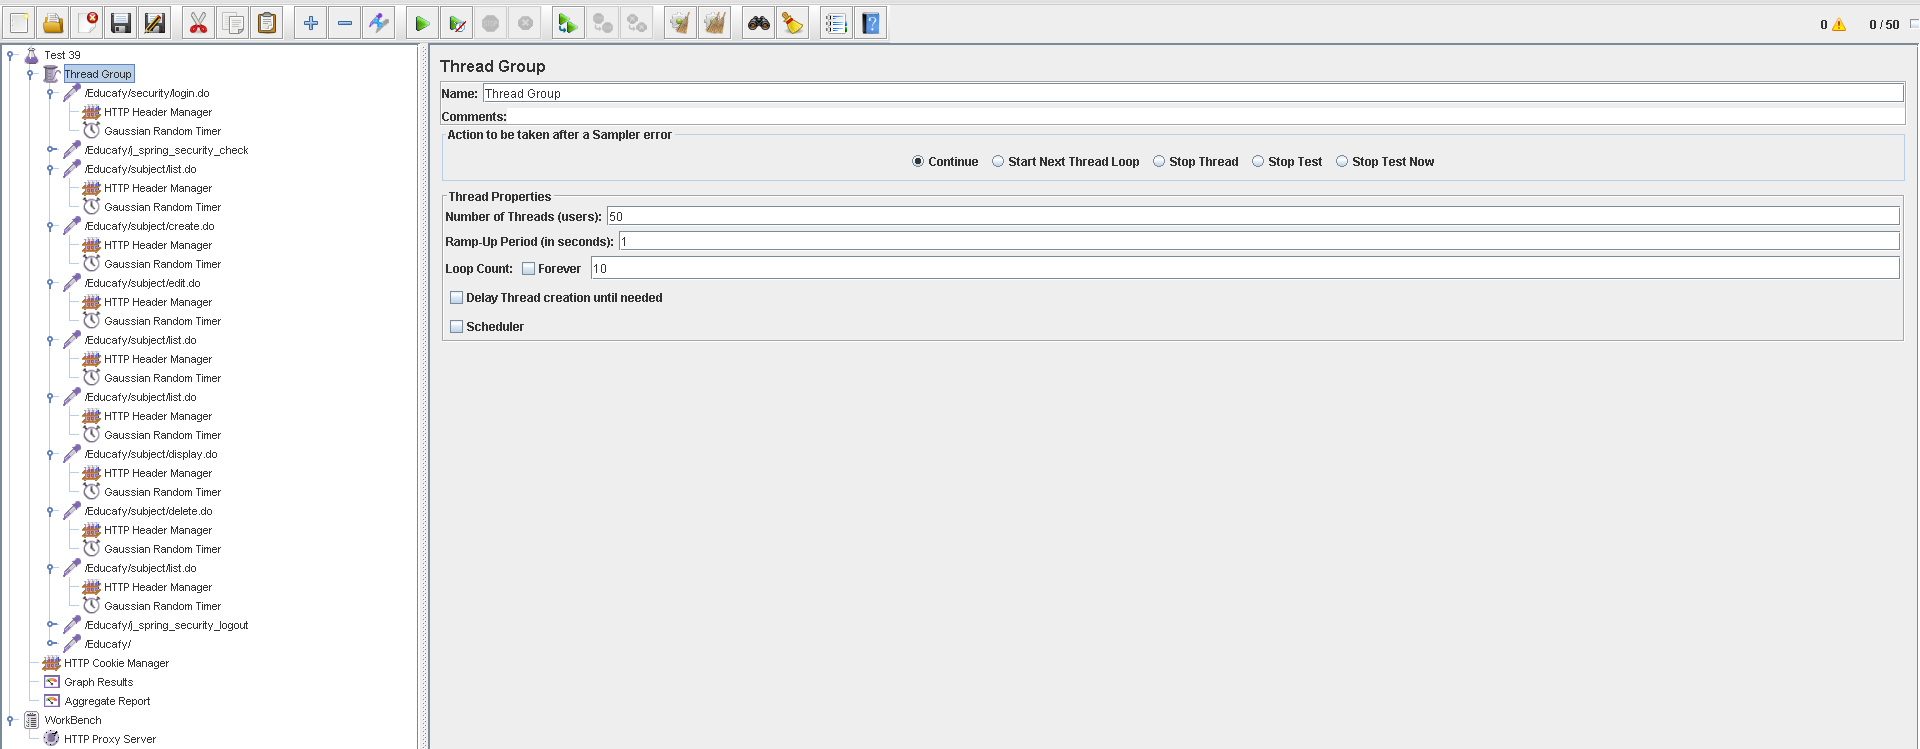 0
0 / 50
Test 39
Thread Group
/Educafy/security/login.do
HTTP Header Manager
Gaussian Random Timer
/Educafy/j_spring_security_check
/Educafy/subject/list.do
HTTP Header Manager
Gaussian Random Timer
/Educafy/subject/create.do
HTTP Header Manager
Gaussian Random Timer
/Educafy/subject/edit.do
HTTP Header Manager
Gaussian Random Timer
/Educafy/subject/list.do
HTTP Header Manager
Gaussian Random Timer
/Educafy/subject/list.do
HTTP Header Manager
Gaussian Random Timer
/Educafy/subject/display.do
HTTP Header Manager
Gaussian Random Timer
/Educafy/subject/delete.do
HTTP Header Manager
Gaussian Random Timer
/Educafy/subject/list.do
HTTP Header Manager
Gaussian Random Timer
/Educafy/j_spring_security_logout
/Educafy/
HTTP Cookie Manager
Graph Results
Aggregate Report
WorkBench
HTTP Proxy Server
Thread Group
Name: Thread Group
Comments:
Action to be taken after a Sampler error
Continue Start Next Thread Loop Stop Thread Stop Test Stop Test Now
Thread Properties
Number of Threads (users): 50
Ramp-Up Period (in seconds): 1
Loop Count: Forever 10
Delay Thread creation until needed
Scheduler